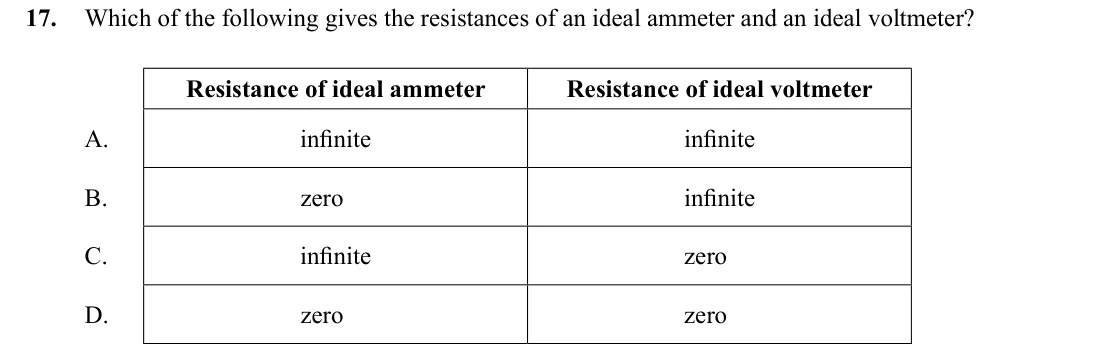 17. Which of the following gives the resistances of an ideal ammeter and an ideal voltmeter?
Resistance of ideal ammeter Resistance of ideal voltmeter
A. infinite infinite
B. zero infinite
C. infinite zero
D. zero zero